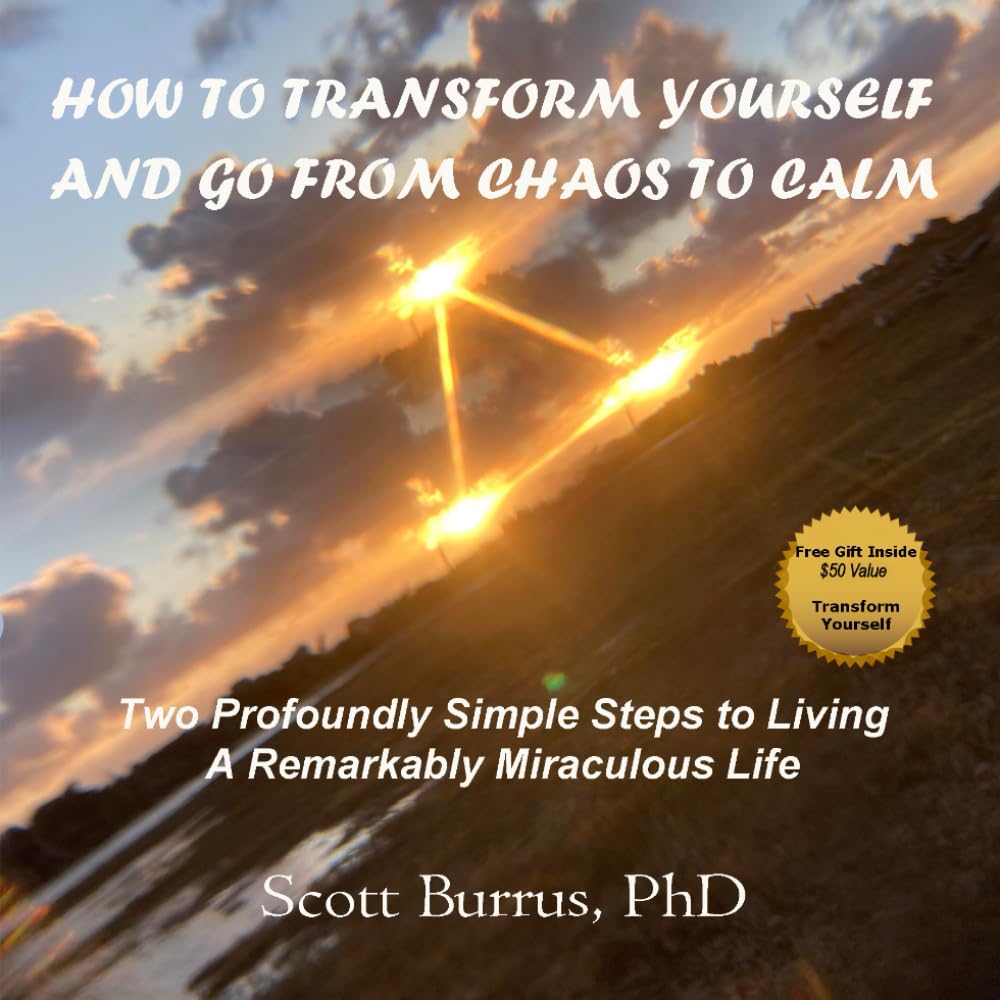 HOW TO TRANSFORM YOURSELF
AND GO FROM CHAOS TO CALM
Free Gift Inside
$50 Value
Transform
Yourself
Two Profoundly Simple Steps to Living
A Remarkably Miraculous Life
Scott Burrus, PhD